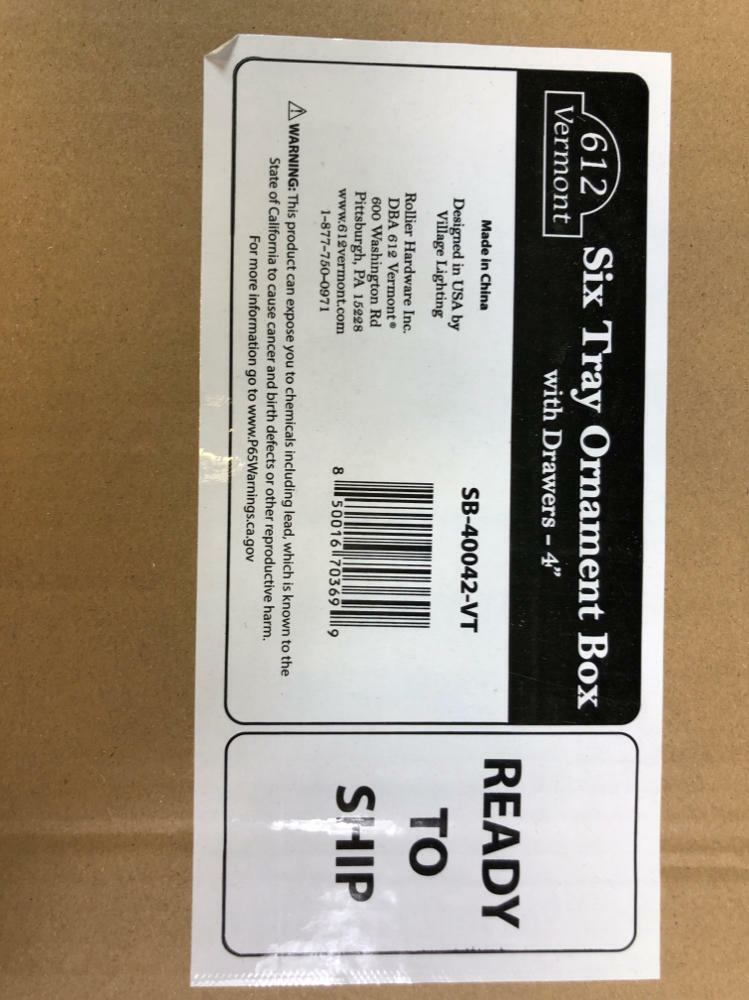 612
Vermont
Six Tray Ornament Box
with Drawers – 4”
Made in China
Designed in USA by
Village Lighting
Rollier Hardware Inc.
DBA 612 Vermont®
600 Washington Rd
Pittsburgh, PA 15228
www.612vermont.com
1-877-750-0971
SB-40042-VT
8 50016 70369 9
⚠ WARNING: This product can expose you to chemicals including lead, which is known to the
State of California to cause cancer and birth defects or other reproductive harm.
For more information go to www.P65Warnings.ca.gov
READY
TO
SHIP